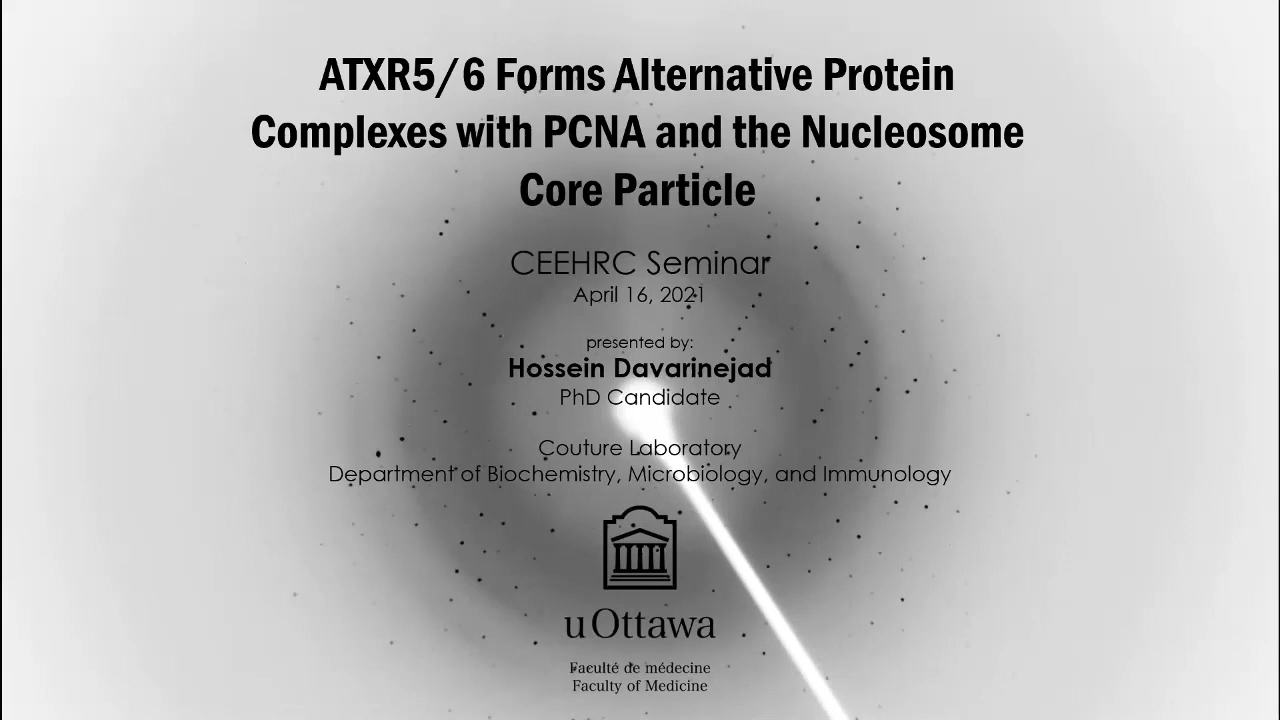 ATXR5/6 Forms Alternative Protein
Complexes with PCNA and the Nucleosome
Core Particle
CEEHRC Seminar
April 16, 2021
presented by:
Hossein Davarinejad
PhD Candidate
Couture Laboratory
Department of Biochemistry, Microbiology, and Immunology
uOttawa
Faculté de médecine
Faculty of Medicine